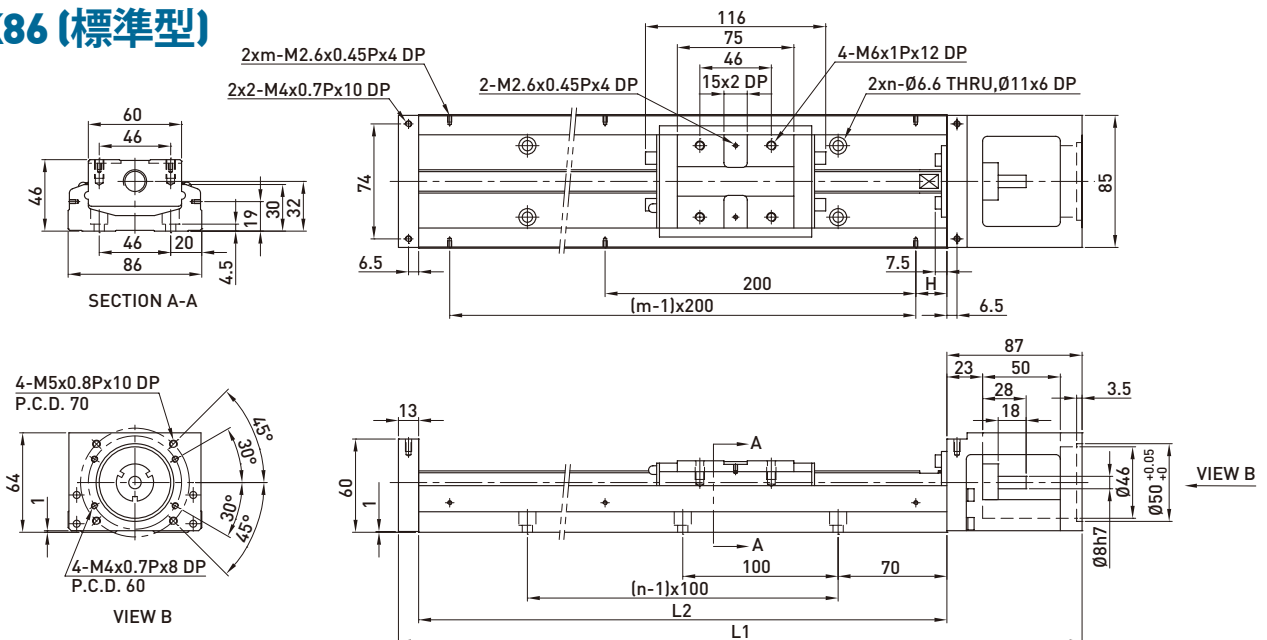 86 (標準型)
116
75
46
15x2 DP
2xm-M2.6x0.45Px4 DP
2x2-M4x0.7Px10 DP
2-M2.6x0.45Px4 DP
4-M6x1Px12 DP
2xn-Ø6.6 THRU,Ø11x6 DP
60
46
46
19
30
32
46
20
86
4.5
SECTION A-A
74
85
6.5
7.5
200
H
(m-1)x200
6.5
4-M5x0.8Px10 DP
P.C.D. 70
45°
30°
30°
45°
64
1
4-M4x0.7Px8 DP
P.C.D. 60
VIEW B
87
23
50
28
3.5
18
13
A
60
1
A
Ø46
Ø50 +0.05
+0
Ø8h7
VIEW B
100
70
(n-1)x100
L2
L1